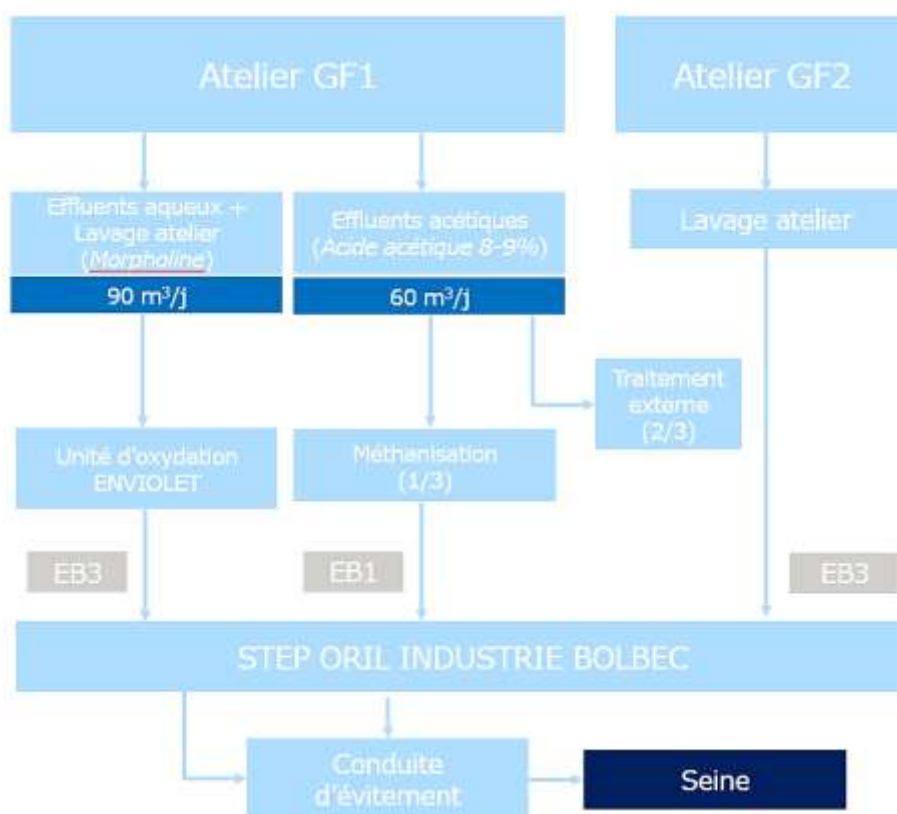 Atelier GF1
Atelier GF2
Effluents aqueux +
Lavage atelier
(Morpholine)
90 m³/j
Effluents acétiques
(Acide acétique 8-9%)
60 m³/j
Lavage atelier
Traitement
externe
(2/3)
Unité d'oxydation
ENVIOLET
Méthanisation
(1/3)
EB3
EB1
EB3
STEP ORIL INDUSTRIE BOLBEC
Conduite
d'évitement
Seine